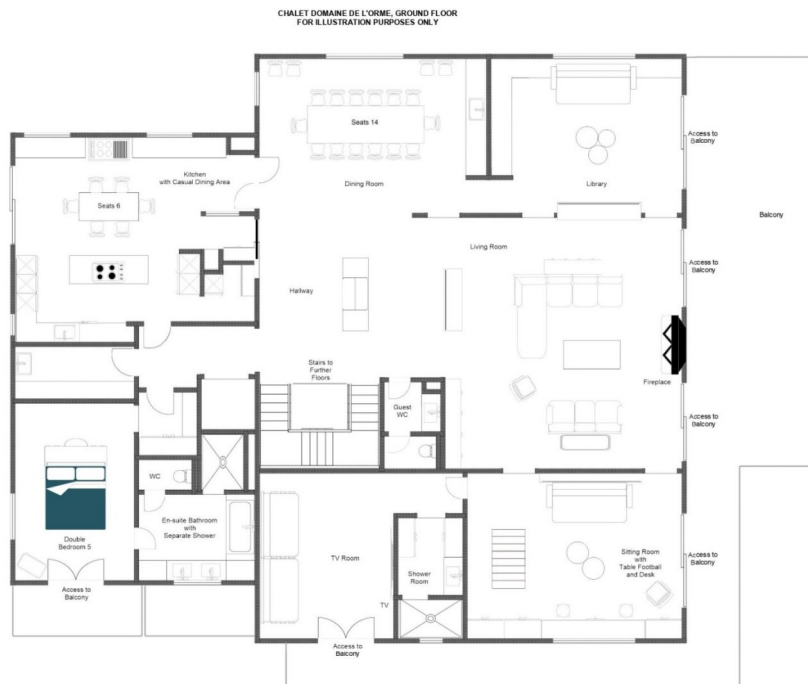 CHALET DOMAINE DE L'ORME, GROUND FLOOR
FOR ILLUSTRATION PURPOSES ONLY
Seats 14
Dining Room
Library
Access to
Balcony
Balcony
Kitchen
with Casual Dining Area
Seats 6
Living Room
Access to
Balcony
Hallway
Stairs to
Further
Floors
Fireplace
Guest
WC
Access to
Balcony
WC
En-suite Bathroom
with
Separate Shower
Double
Bedroom 5
Access to
Balcony
TV Room
Shower
Room
TV
Sitting Room
with
Table Football
and Desk
Access to
Balcony
Access to
Balcony